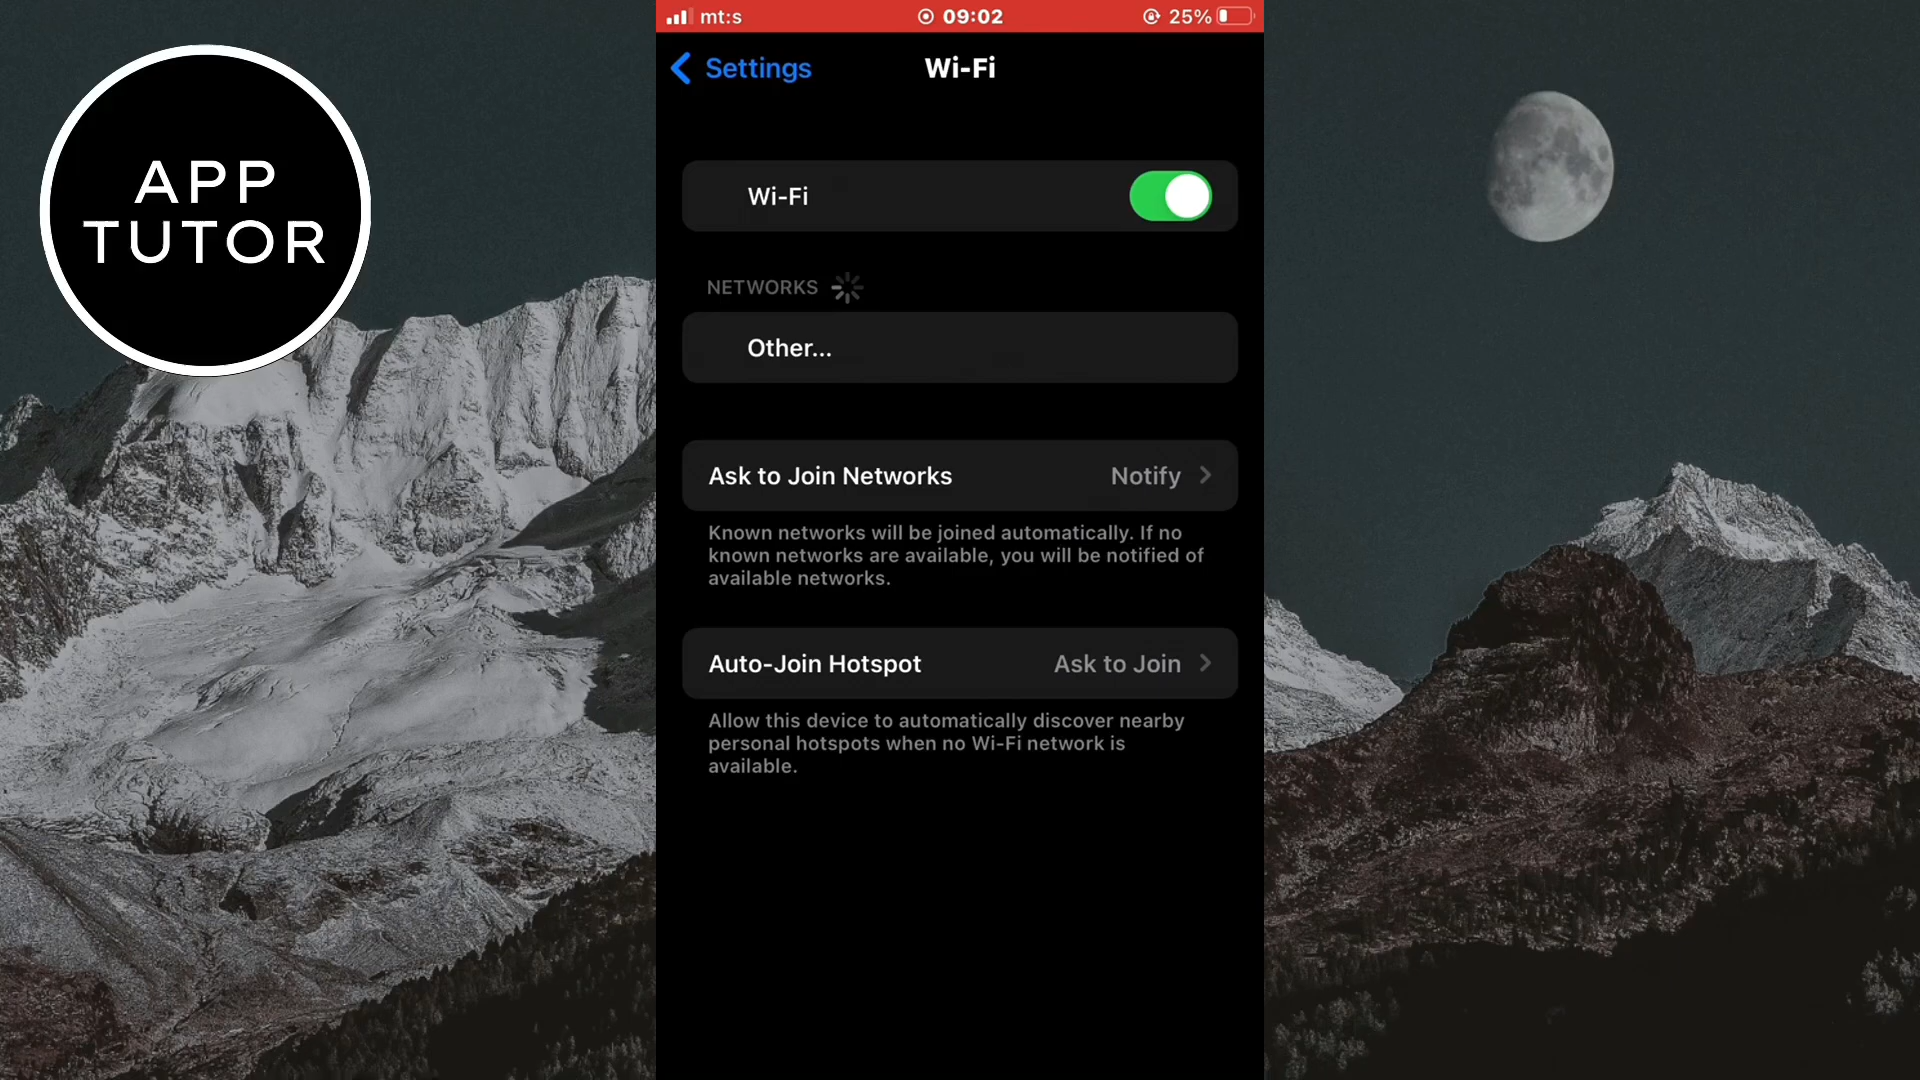 APP
TUTOR
mt:s
09:02
25%
Settings
Wi-Fi
Wi-Fi
NETWORKS
Other...
Ask to Join Networks
Notify
Known networks will be joined automatically. If no
known networks are available, you will be notified of
available networks.
Auto-Join Hotspot
Ask to Join
Allow this device to automatically discover nearby
personal hotspots when no Wi-Fi network is
available.